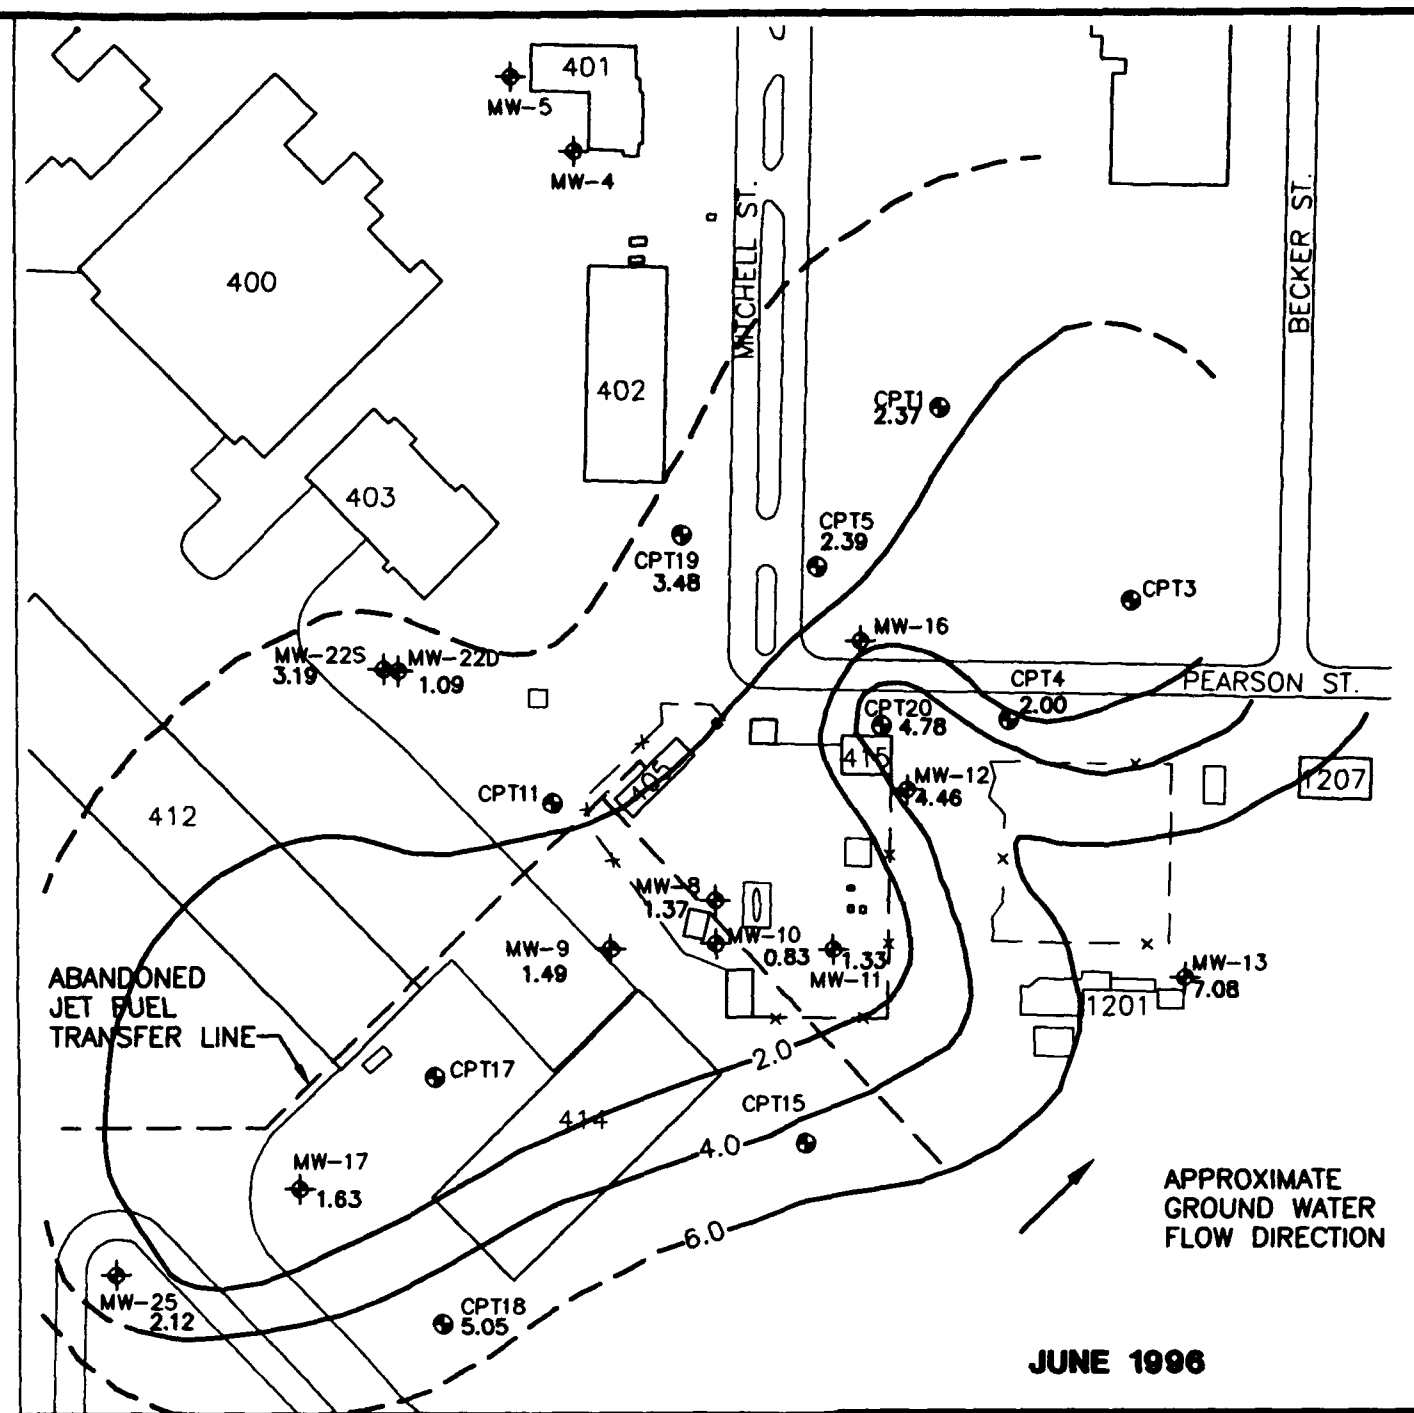 401
MW-5
MW-4
MITCHELL ST.
BECKER ST.
400
402
CPT1
2.37
403
CPT5
2.39
CPT19
3.48
CPT3
MW-16
MW-22S
3.19
MW-22D
1.09
CPT4
2.00
PEARSON ST.
CPT20
4.78
415
MW-12
4.46
1207
405
CPT11
412
MW-8
1.37
MW-10
0.83
MW-9
1.49
1.33
MW-11
MW-13
7.08
1201
ABANDONED
JET FUEL
TRANSFER LINE
CPT17
2.0
414
CPT15
4.0
MW-17
1.63
APPROXIMATE
GROUND WATER
FLOW DIRECTION
6.0
MW-25
2.12
CPT18
5.05
JUNE 1996